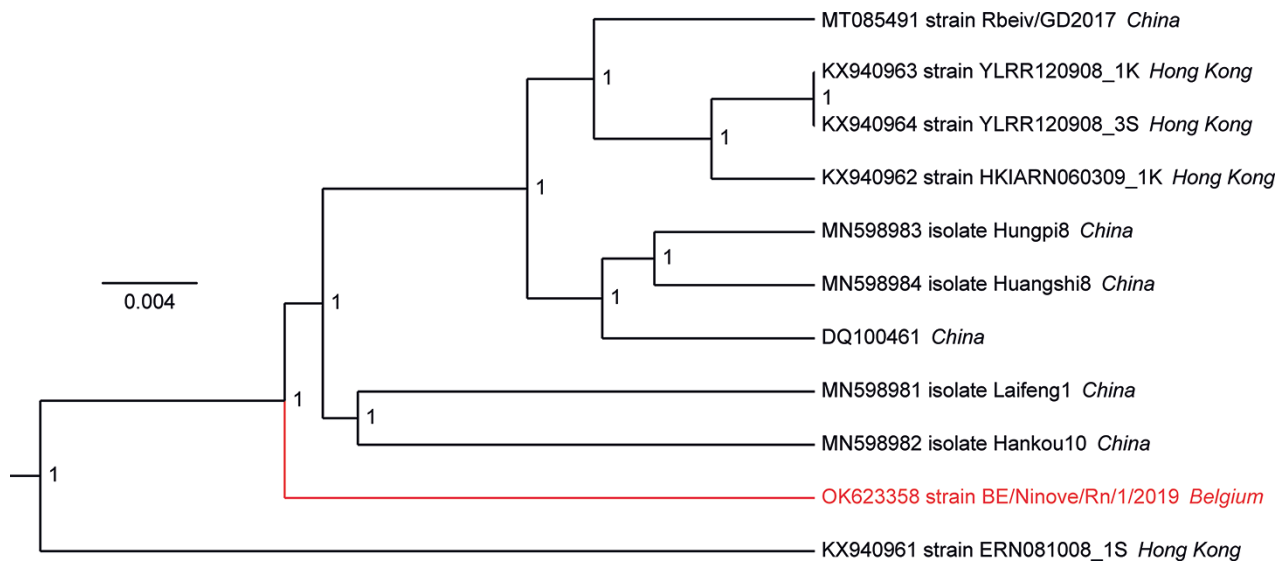 MT085491 strain Rbeiv/GD2017 China
1
KX940963 strain YLRR120908_1K Hong Kong
1
KX940964 strain YLRR120908_3S Hong Kong
1
KX940962 strain HKIARN060309_1K Hong Kong
1
MN598983 isolate Hungpi8 China
1
MN598984 isolate Huangshi8 China
1
0.004
1
DQ100461 China
MN598981 isolate Laifeng1 China
1
1
MN598982 isolate Hankou10 China
1
OK623358 strain BE/Ninove/Rn/1/2019 Belgium
KX940961 strain ERN081008_1S Hong Kong